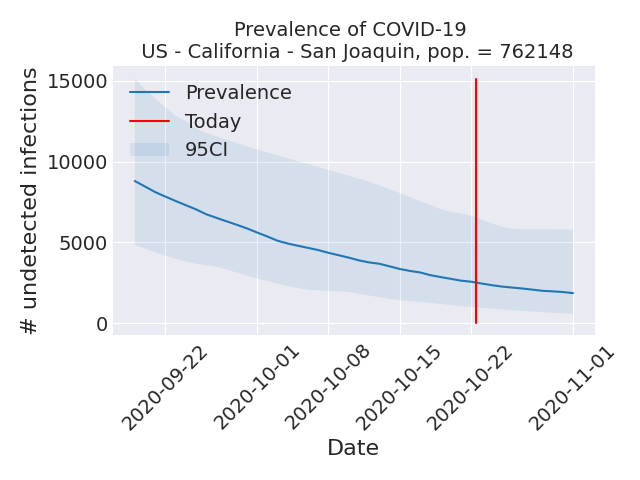 Prevalence of COVID-19
US - California - San Joaquin, pop. = 762148
# undetected infections
15000
10000
5000
0
Prevalence
Today
95CI
2020-09-22
2020-10-01
2020-10-08
2020-10-15
2020-10-22
2020-11-01
Date